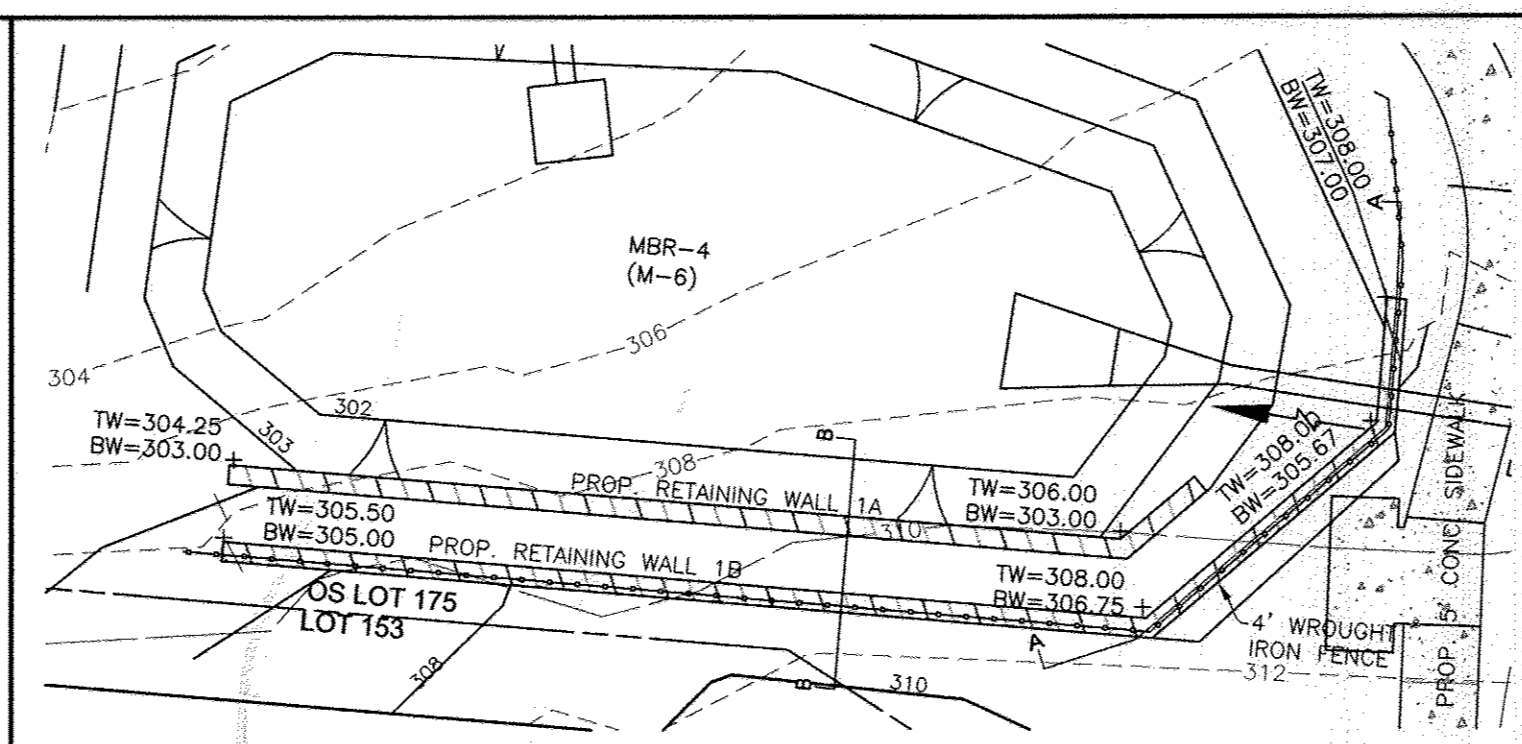 TW=308.00
BW=307.00
A
MBR-4
(M-6)
306
304
TW=304.25
BW=303.00
302
303
308
B
PROP. RETAINING WALL 1A
310
TW=306.00
BW=303.00
TW=308.00
BW=305.67
TW=305.50
BW=305.00
PROP. RETAINING WALL 1B
TW=308.00
BW=306.75
OS LOT 175
LOT 153
308
A
B
310
4' WROUGHT
IRON FENCE
312
PROP. 5' CONC SIDEWALK